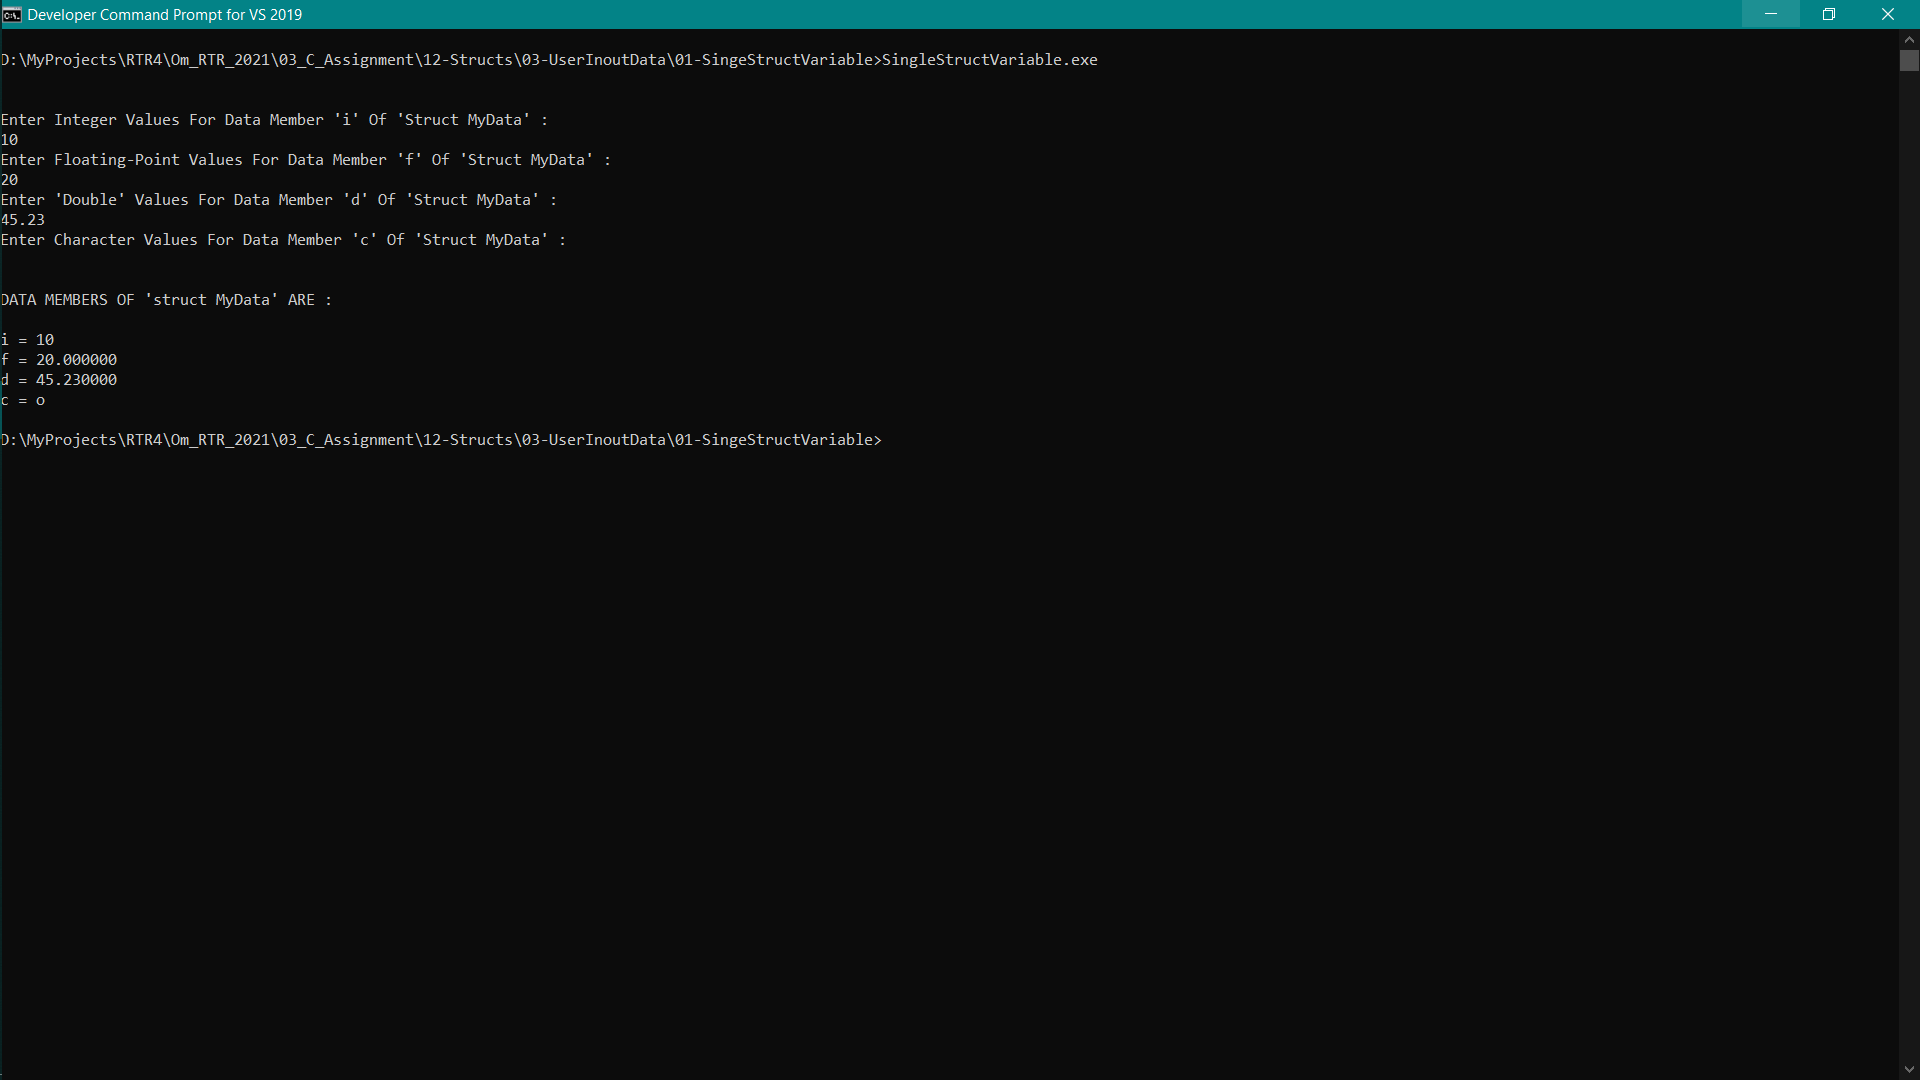 Developer Command Prompt for VS 2019
D:\MyProjects\RTR4\Om_RTR_2021\03_C_Assignment\12-Structs\03-UserInoutData\01-SingeStructVariable>SingleStructVariable.exe
Enter Integer Values For Data Member 'i' Of 'Struct MyData' :
10
Enter Floating-Point Values For Data Member 'f' Of 'Struct MyData' :
20
Enter 'Double' Values For Data Member 'd' Of 'Struct MyData' :
45.23
Enter Character Values For Data Member 'c' Of 'Struct MyData' :
DATA MEMBERS OF 'struct MyData' ARE :
i = 10
f = 20.000000
d = 45.230000
c = o
D:\MyProjects\RTR4\Om_RTR_2021\03_C_Assignment\12-Structs\03-UserInoutData\01-SingeStructVariable>